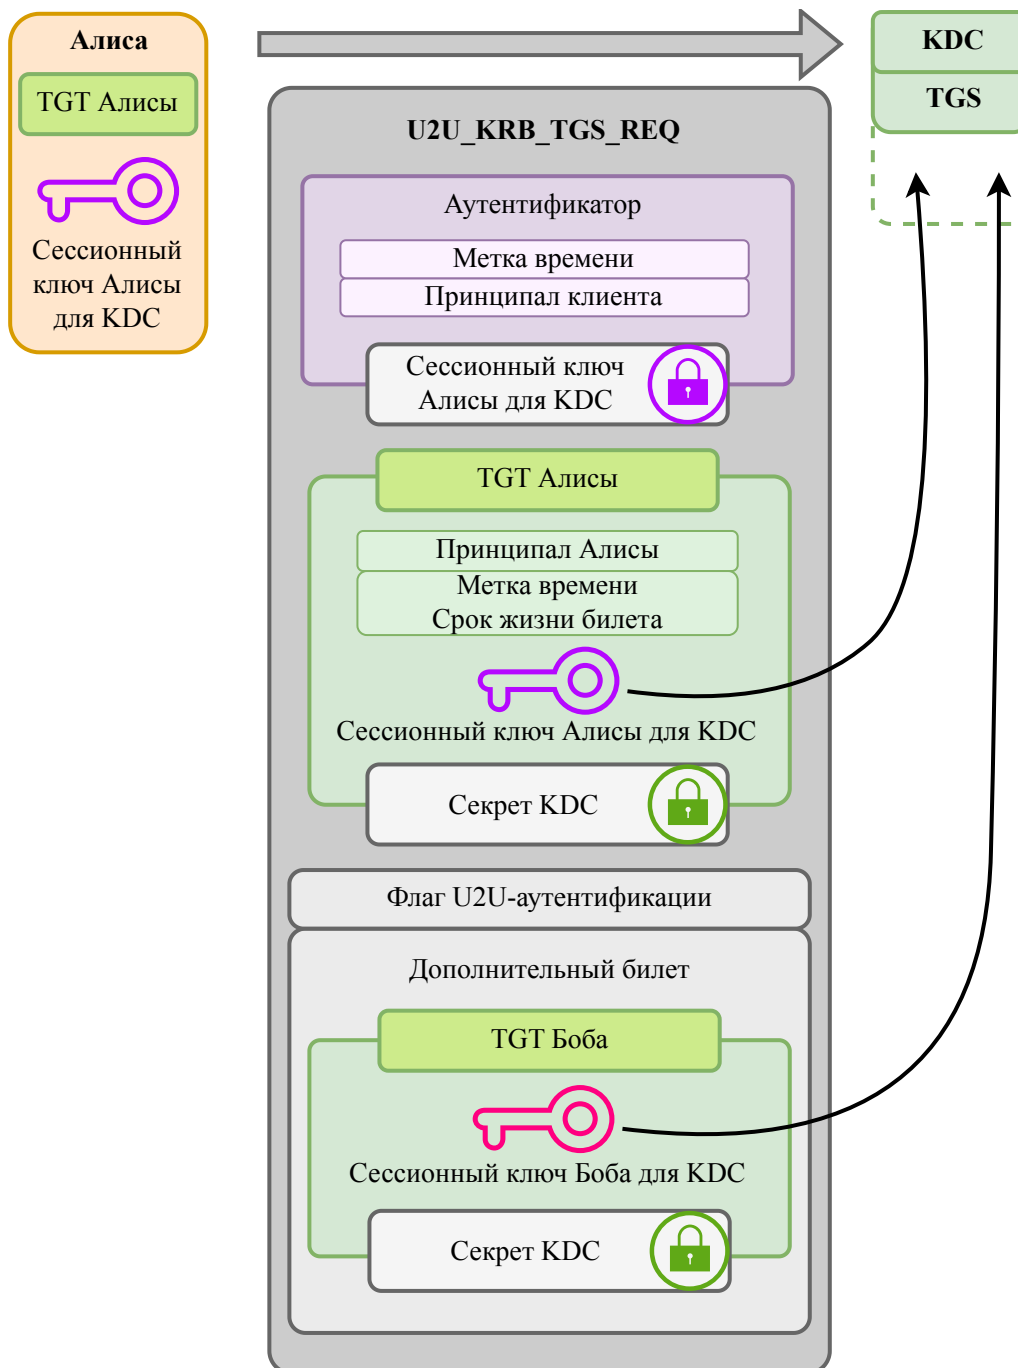 Алиса
TGT Алисы
Сессионный
ключ Алисы
для KDC
KDC
TGS
U2U_KRB_TGS_REQ
Аутентификатор
Метка времени
Принципал клиента
Сессионный ключ
Алисы для KDC
TGT Алисы
Принципал Алисы
Метка времени
Срок жизни билета
Сессионный ключ Алисы для KDC
Секрет KDC
Флаг U2U-аутентификации
Дополнительный билет
TGT Боба
Сессионный ключ Боба для KDC
Секрет KDC